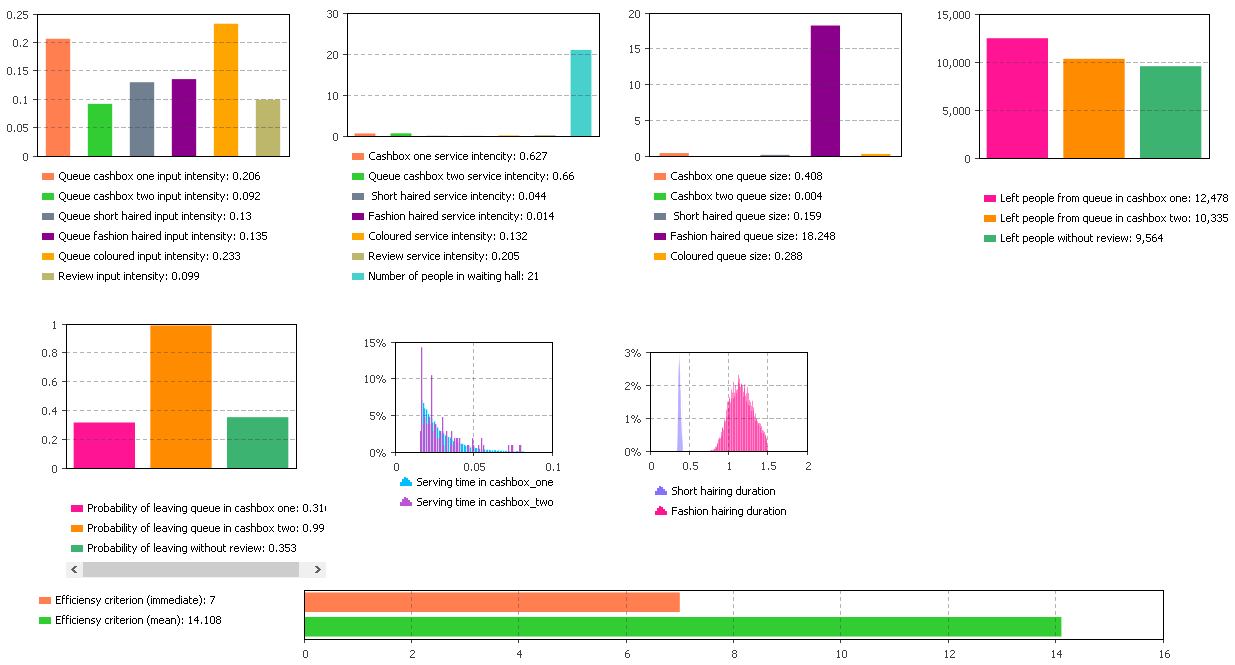 0.25
0.2
0.15
0.1
0.05
0
Queue cashbox one input intensity: 0.206
Queue cashbox two input intensity: 0.092
Queue short haired input intensity: 0.13
Queue fashion haired input intensity: 0.135
Queue coloured input intensity: 0.233
Review input intensity: 0.099
30
20
10
0
Cashbox one service intencity: 0.627
Queue cashbox two service intencity: 0.66
Short haired service intencity: 0.044
Fashion haired service intencity: 0.014
Coloured service intensity: 0.132
Review service intensity: 0.205
Number of people in waiting hall: 21
20
15
10
5
0
Cashbox one queue size: 0.408
Cashbox two queue size: 0.004
Short haired queue size: 0.159
Fashion haired queue size: 18.248
Coloured queue size: 0.288
15,000
10,000
5,000
0
Left people from queue in cashbox one: 12,478
Left people from queue in cashbox two: 10,335
Left people without review: 9,564
1
0.8
0.6
0.4
0.2
0
Probability of leaving queue in cashbox one: 0.31
Probability of leaving queue in cashbox two: 0.99
Probability of leaving without review: 0.353
15%
10%
5%
0%
0 0.05 0.1
Serving time in cashbox_one
Serving time in cashbox_two
3%
2%
1%
0%
0 0.5 1 1.5 2
Short hairing duration
Fashion hairing duration
Efficiensy criterion (immediate): 7
Efficiensy criterion (mean): 14.108
0 2 4 6 8 10 12 14 16